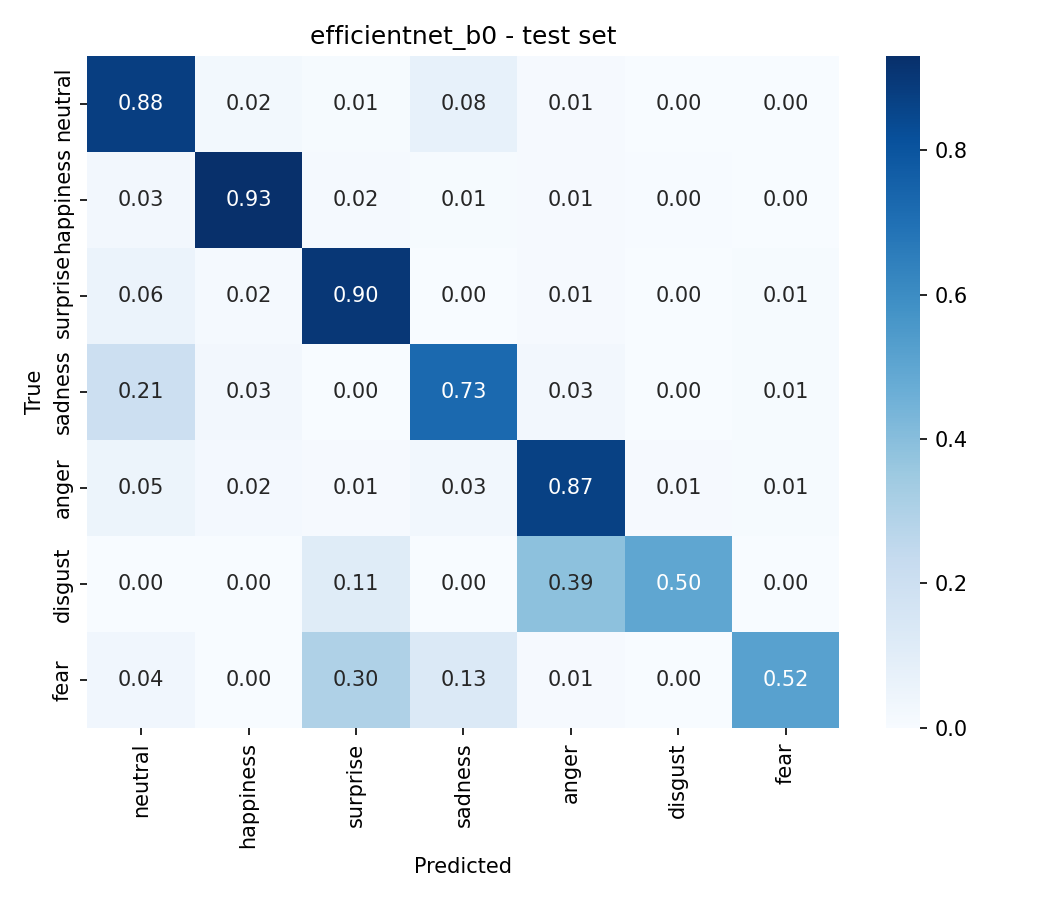 efficientnet_b0 - test set
True
neutral 0.88 0.02 0.01 0.08 0.01 0.00 0.00
happiness 0.03 0.93 0.02 0.01 0.01 0.00 0.00
surprise 0.06 0.02 0.90 0.00 0.01 0.00 0.01
sadness 0.21 0.03 0.00 0.73 0.03 0.00 0.01
anger 0.05 0.02 0.01 0.03 0.87 0.01 0.01
disgust 0.00 0.00 0.11 0.00 0.39 0.50 0.00
fear 0.04 0.00 0.30 0.13 0.01 0.00 0.52
neutral happiness surprise sadness anger disgust fear
Predicted
0.8
0.6
0.4
0.2
0.0